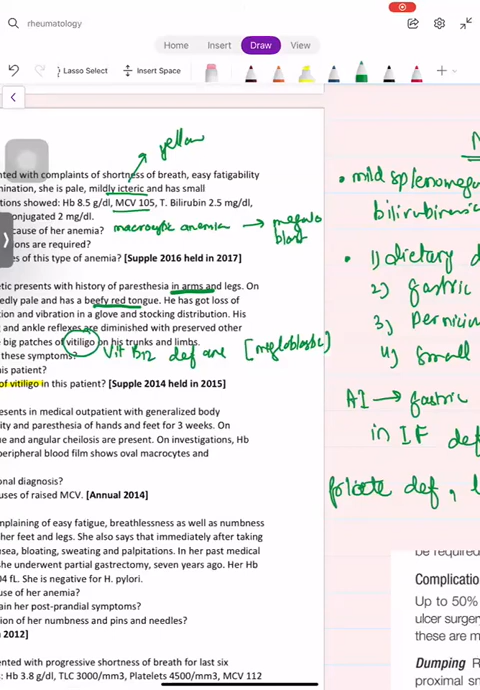 rheumatology
Home Insert Draw View
Lasso Select Insert Space
yellow
nted with complaints of shortness of breath, easy fatigability
mination, she is pale, mildly icteric and has small
tions showed: Hb 8.5 g/dl, MCV 105, T. Bilirubin 2.5 mg/dl,
conjugated 2 mg/dl.
cause of her anemia? macrocytic anemia → megalo
blast
ions are required?
es of this type of anemia? [Supple 2016 held in 2017]
etic presents with history of paresthesia in arms and legs. On
edly pale and has a beefy red tongue. He has got loss of
tion and vibration in a glove and stocking distribution. His
and ankle reflexes are diminished with preserved other
e big patches of vitiligo on his trunks and limbs.
these symptoms? Vit B12 def ane [megloblastic]
his patient?
of vitiligo in this patient? [Supple 2014 held in 2015]
esents in medical outpatient with generalized body
ity and paresthesia of hands and feet for 3 weeks. On
ue and angular cheilosis are present. On investigations, Hb
peripheral blood film shows oval macrocytes and
ional diagnosis?
uses of raised MCV. [Annual 2014]
mplaining of easy fatigue, breathlessness as well as numbness
her feet and legs. She also says that immediately after taking
usea, bloating, sweating and palpitations. In her past medical
she underwent partial gastrectomy, seven years ago. Her Hb
04 fL. She is negative for H. pylori.
use of her anemia?
ain her post-prandial symptoms?
ion of her numbness and pins and needles?
2012]
ented with progressive shortness of breath for last six
: Hb 3.8 g/dl, TLC 3000/mm3, Platelets 4500/mm3, MCV 112
• mild splenomega
bilirubinemia
• 1) dietary d
2) gastric
3) Pernicio
4) Small
AI → gastric
in IF def
folate def,
be required
Complicatio
Up to 50%
ulcer surgery
these are m
Dumping R
proximal sn